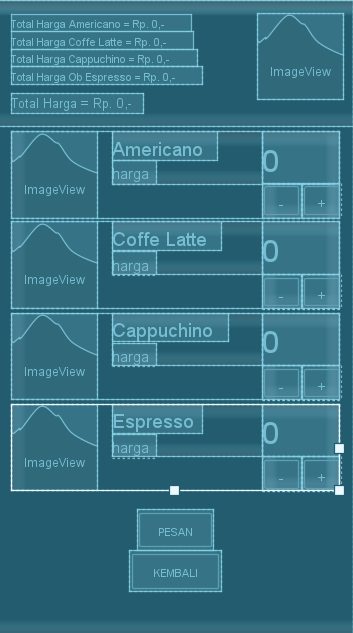 Total Harga Americano = Rp. 0,-
Total Harga Coffe Latte = Rp. 0,-
Total Harga Cappuchino = Rp. 0,-
Total Harga Ob Espresso = Rp. 0,-
ImageView
Total Harga = Rp. 0,-
Americano
0
harga
ImageView
- +
Coffe Latte
0
harga
ImageView
- +
Cappuchino
0
harga
ImageView
- +
Espresso
0
harga
ImageView
- +
PESAN
KEMBALI